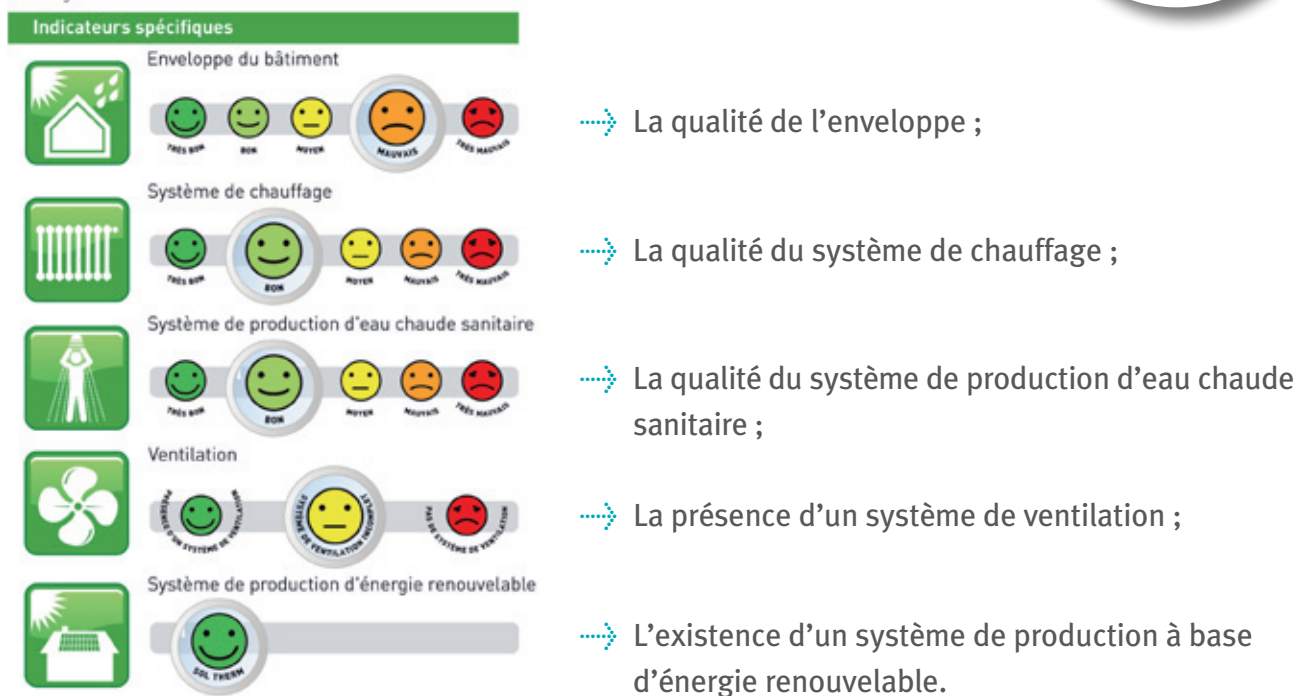 Indicateurs spécifiques
Enveloppe du bâtiment
TRÈS BON BON MOYEN MAUVAIS TRÈS MAUVAIS
La qualité de l'enveloppe ;
Système de chauffage
TRÈS BON BON MOYEN MAUVAIS TRÈS MAUVAIS
La qualité du système de chauffage ;
Système de production d'eau chaude sanitaire
TRÈS BON BON MOYEN MAUVAIS TRÈS MAUVAIS
La qualité du système de production d'eau chaude
sanitaire ;
Ventilation
PRÉSENCE D'UN SYSTÈME DE VENTILATION SYSTÈME DE VENTILATION INCOMPLET PAS DE SYSTÈME DE VENTILATION
La présence d'un système de ventilation ;
Système de production d'énergie renouvelable
SOL THERM
L'existence d'un système de production à base
d'énergie renouvelable.